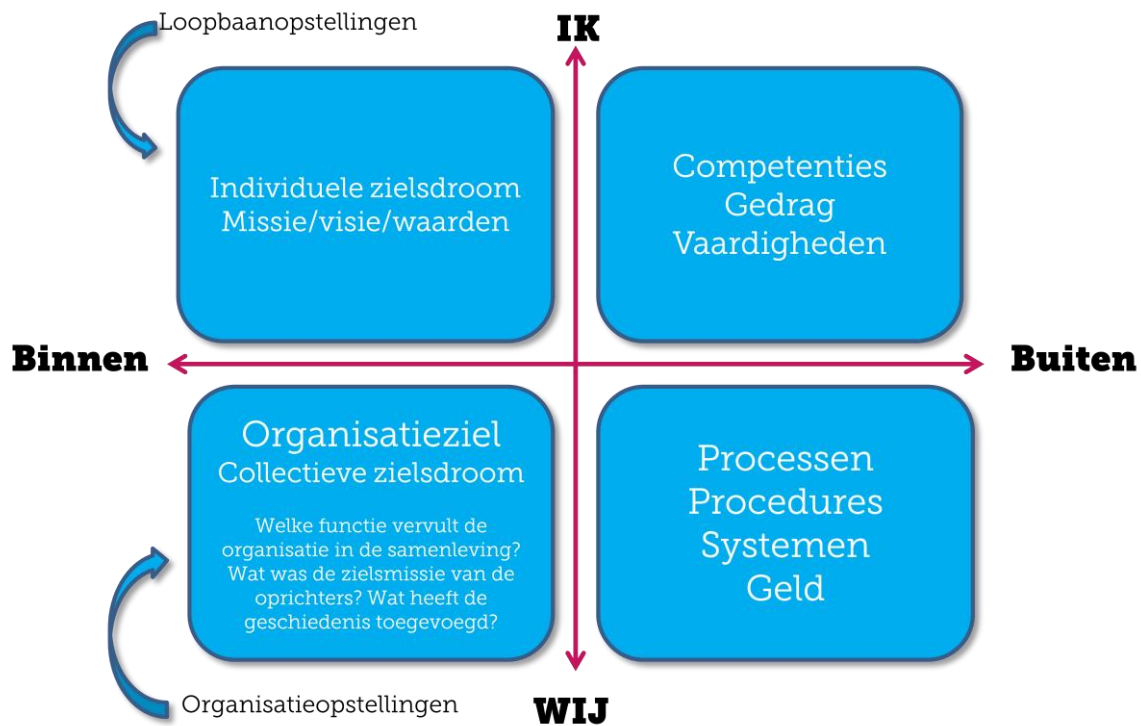 Loopbaanopstellingen
IK
Individuele zielsdroom
Missie/visie/waarden
Competenties
Gedrag
Vaardigheden
Binnen
Buiten
Organisatieziel
Collectieve zielsdroom
Welke functie vervult de
organisatie in de samenleving?
Wat was de zielsmissie van de
oprichters? Wat heeft de
geschiedenis toegevoegd?
Processen
Procedures
Systemen
Geld
Organisatieopstellingen
WIJ